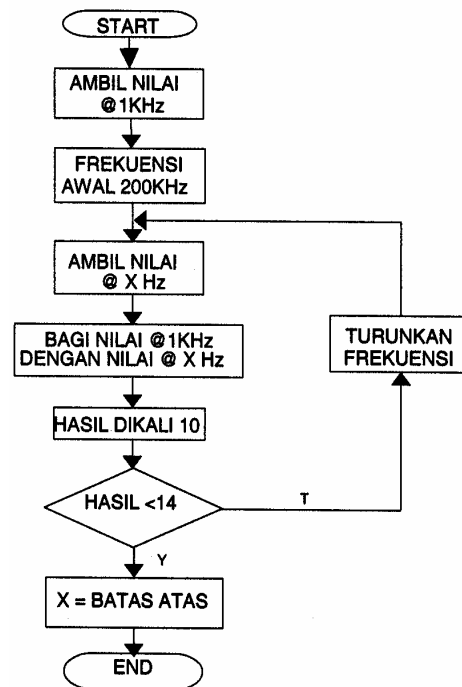 START
AMBIL NILAI
@1KHz
FREKUENSI
AWAL 200KHz
AMBIL NILAI
@ X Hz
BAGI NILAI @1KHz
DENGAN NILAI @ X Hz
TURUNKAN
FREKUENSI
HASIL DIKALI 10
HASIL <14
T
Y
X = BATAS ATAS
END